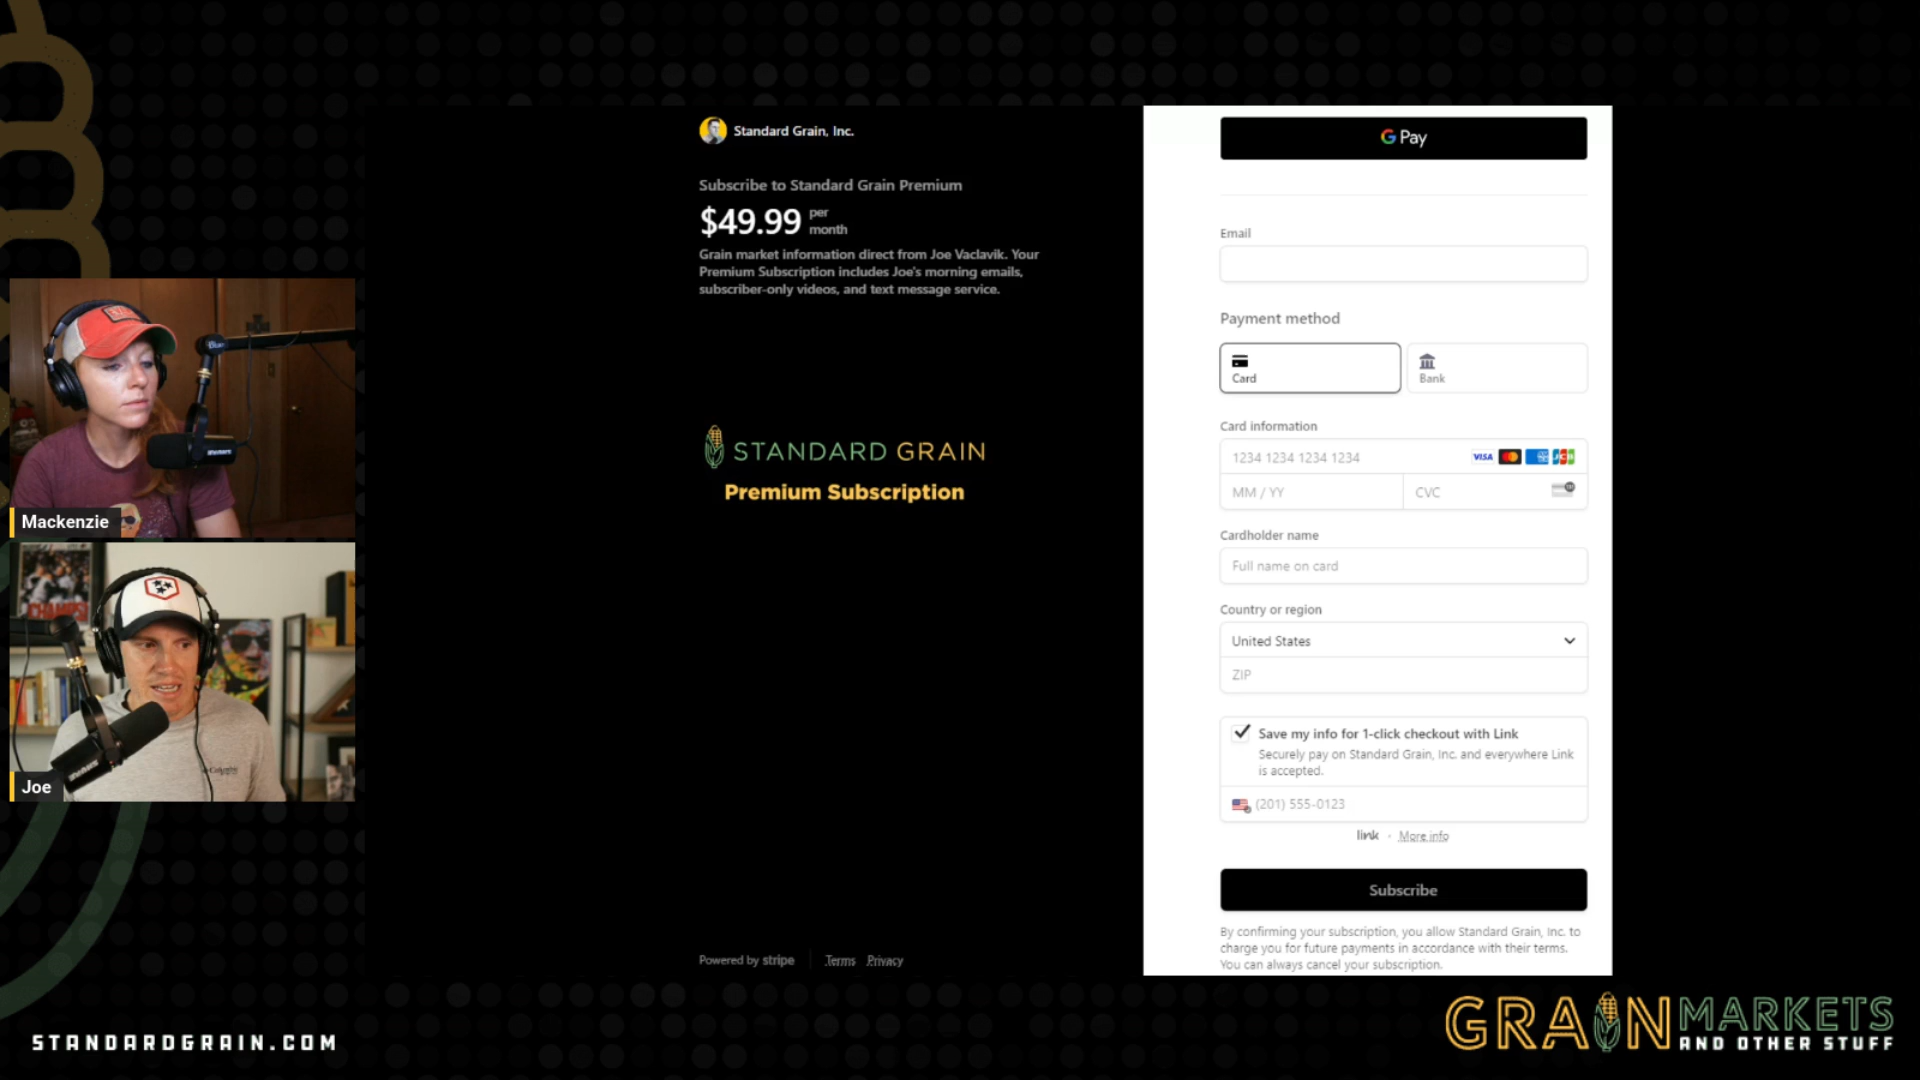 Standard Grain, Inc.
Subscribe to Standard Grain Premium
$49.99 per month
Grain market information direct from Joe Vaclavik. Your
Premium Subscription includes Joe's morning emails,
subscriber-only videos, and text message service.
STANDARD GRAIN
Premium Subscription
Powered by stripe
Terms Privacy
G Pay
Email
Payment method
Card
Bank
Card information
1234 1234 1234 1234
VISA
MM / YY
CVC
Cardholder name
Full name on card
Country or region
United States
ZIP
Save my info for 1-click checkout with Link
Securely pay on Standard Grain, Inc. and everywhere Link
is accepted.
(201) 555-0123
link · More info
Subscribe
By confirming your subscription, you allow Standard Grain, Inc. to
charge you for future payments in accordance with their terms.
You can always cancel your subscription.
Blue
Mackenzie
CHAMPS!
Columbia
Joe
STANDARDGRAIN.COM
GRAIN MARKETS
AND OTHER STUFF